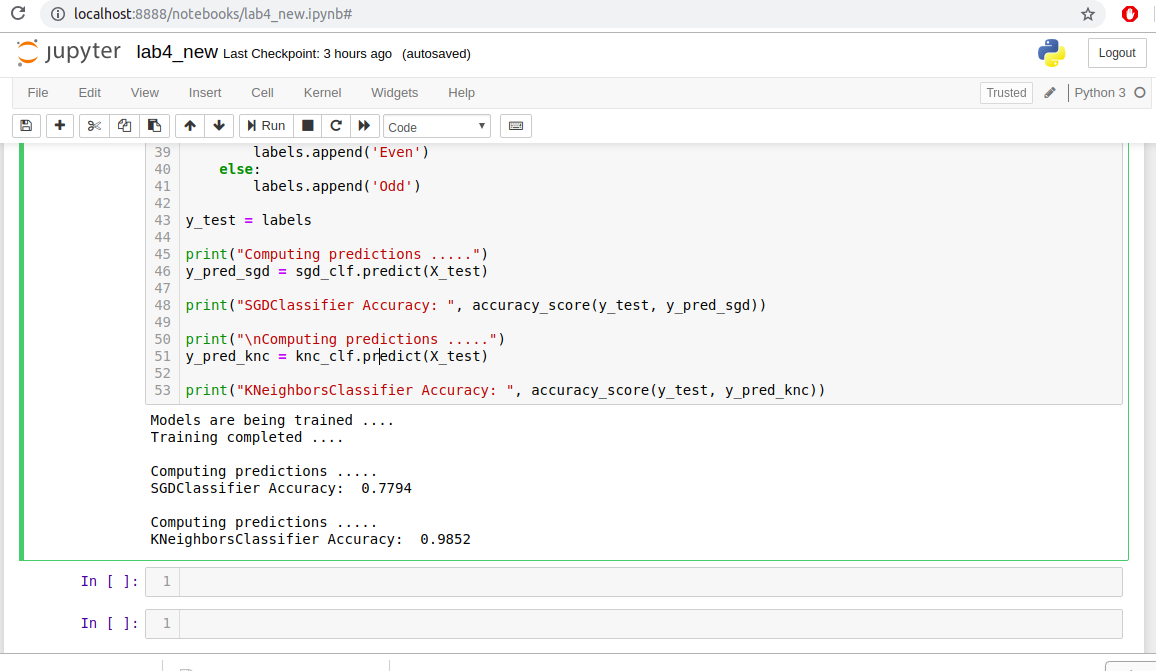 localhost:8888/notebooks/lab4_new.ipynb#
jupyter lab4_new Last Checkpoint: 3 hours ago (autosaved)
Logout
File Edit View Insert Cell Kernel Widgets Help
Trusted
Python 3
Run
Code
39         labels.append('Even')
40     else:
41         labels.append('Odd')
42
43 y_test = labels
44
45 print("Computing predictions .....")
46 y_pred_sgd = sgd_clf.predict(X_test)
47
48 print("SGDClassifier Accuracy: ", accuracy_score(y_test, y_pred_sgd))
49
50 print("\nComputing predictions .....")
51 y_pred_knc = knc_clf.predict(X_test)
52
53 print("KNeighborsClassifier Accuracy: ", accuracy_score(y_test, y_pred_knc))
Models are being trained ....
Training completed ....
Computing predictions .....
SGDClassifier Accuracy:  0.7794
Computing predictions .....
KNeighborsClassifier Accuracy:  0.9852
In [ ]: 1
In [ ]: 1